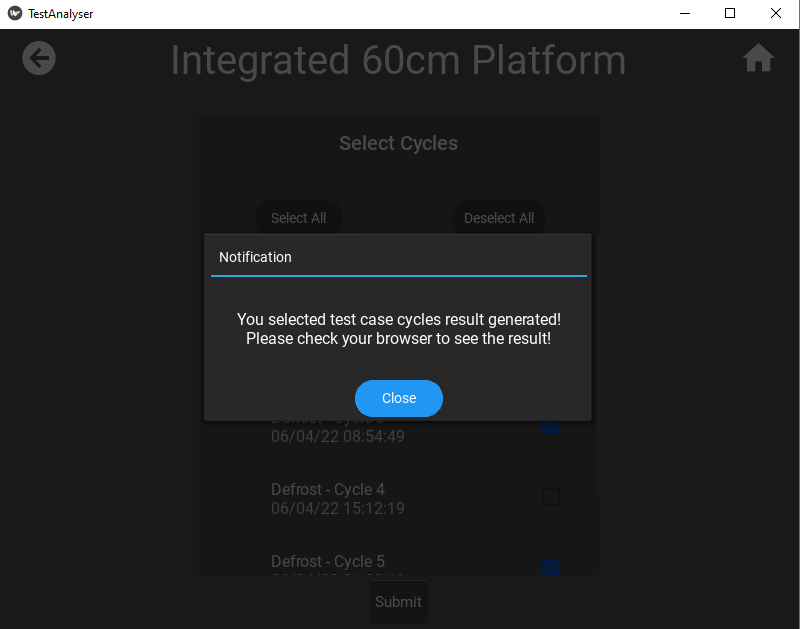 TestAnalyser
Integrated 60cm Platform
Select Cycles
Select All
Deselect All
Notification
You selected test case cycles result generated!
Please check your browser to see the result!
Close
06/04/22 08:54:49
Defrost - Cycle 4
06/04/22 15:12:19
Defrost - Cycle 5
Submit